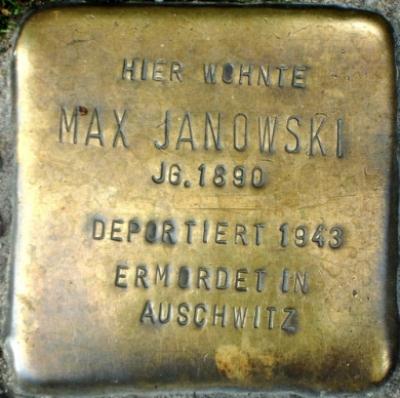 HIER WOHNTE
MAX JANOWSKI
JG. 1890
DEPORTIERT 1943
ERMORDET IN
AUSCHWITZ